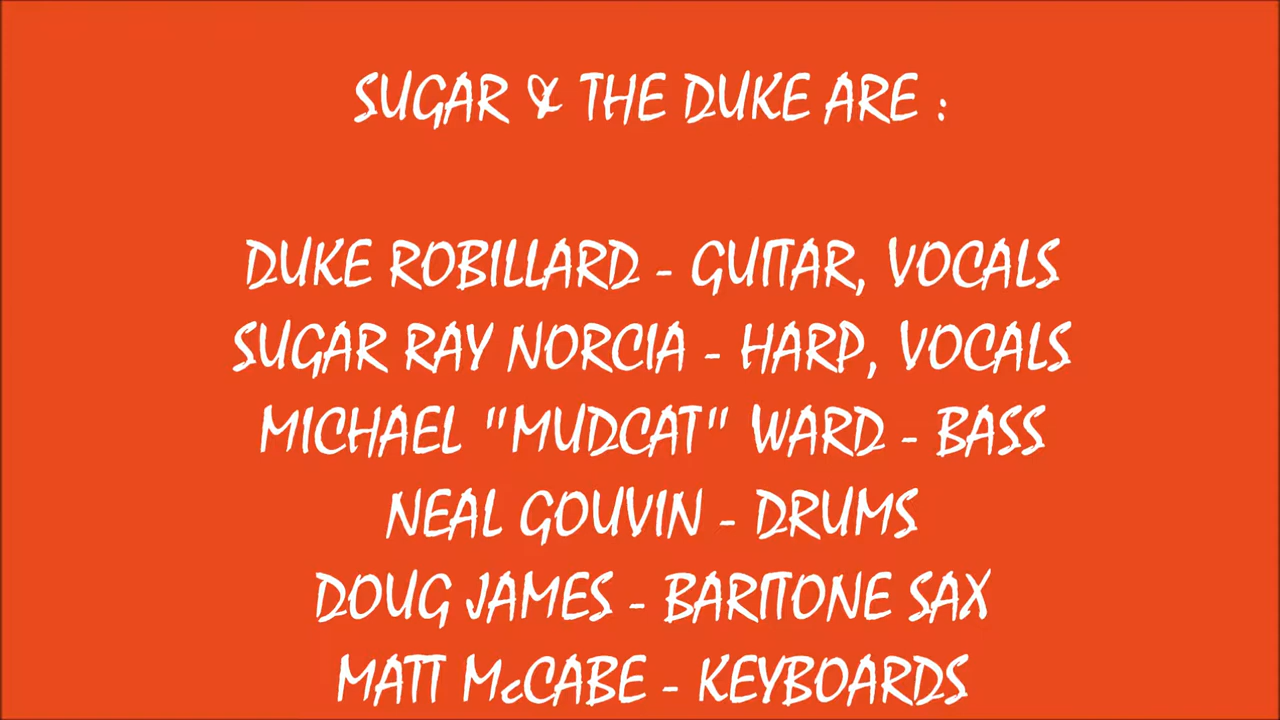 SUGAR & THE DUKE ARE :
DUKE ROBILLARD - GUITAR, VOCALS
SUGAR RAY NORCIA - HARP, VOCALS
MICHAEL "MUDCAT" WARD - BASS
NEAL GOUVIN - DRUMS
DOUG JAMES - BARITONE SAX
MATT McCABE - KEYBOARDS